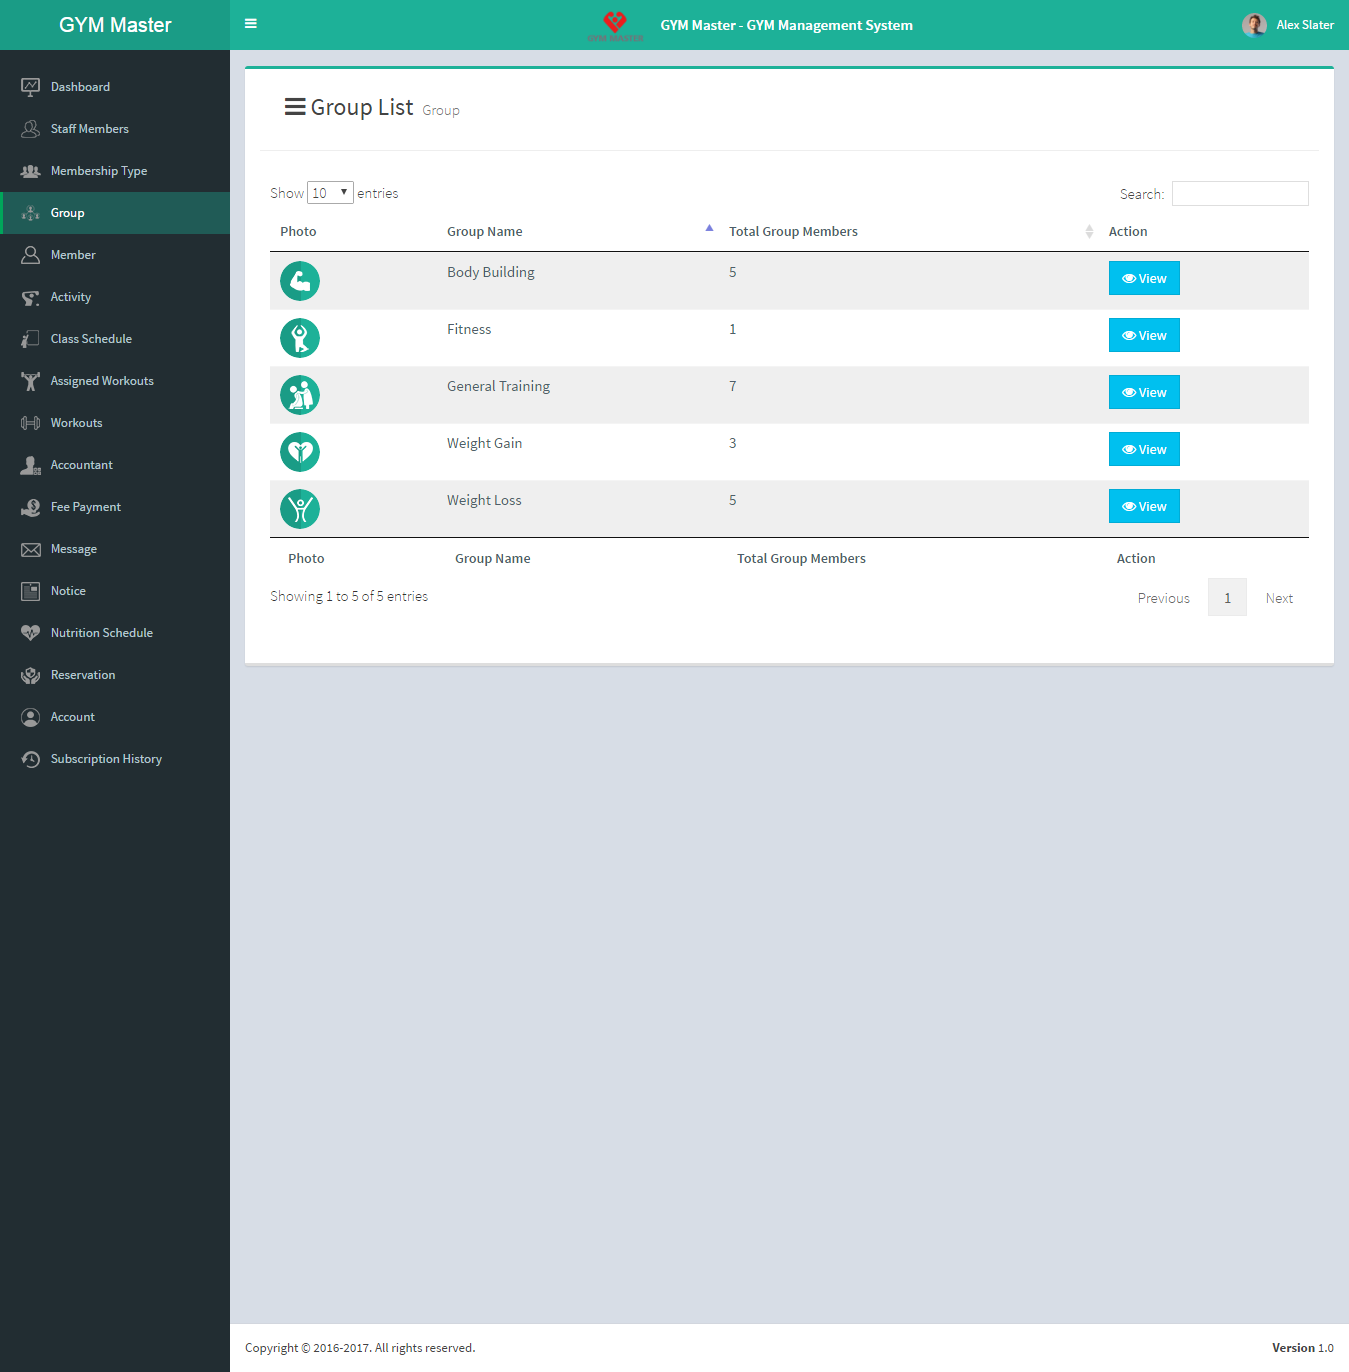 GYM Master
GYM MASTER
GYM Master - GYM Management System
Alex Slater
Dashboard
Staff Members
Membership Type
Group
Member
Activity
Class Schedule
Assigned Workouts
Workouts
Accountant
Fee Payment
Message
Notice
Nutrition Schedule
Reservation
Account
Subscription History
Group List Group
Show 10 entries
Search:
Photo Group Name Total Group Members Action
Body Building 5 View
Fitness 1 View
General Training 7 View
Weight Gain 3 View
Weight Loss 5 View
Photo Group Name Total Group Members Action
Showing 1 to 5 of 5 entries
Previous 1 Next
Copyright © 2016-2017. All rights reserved.
Version 1.0